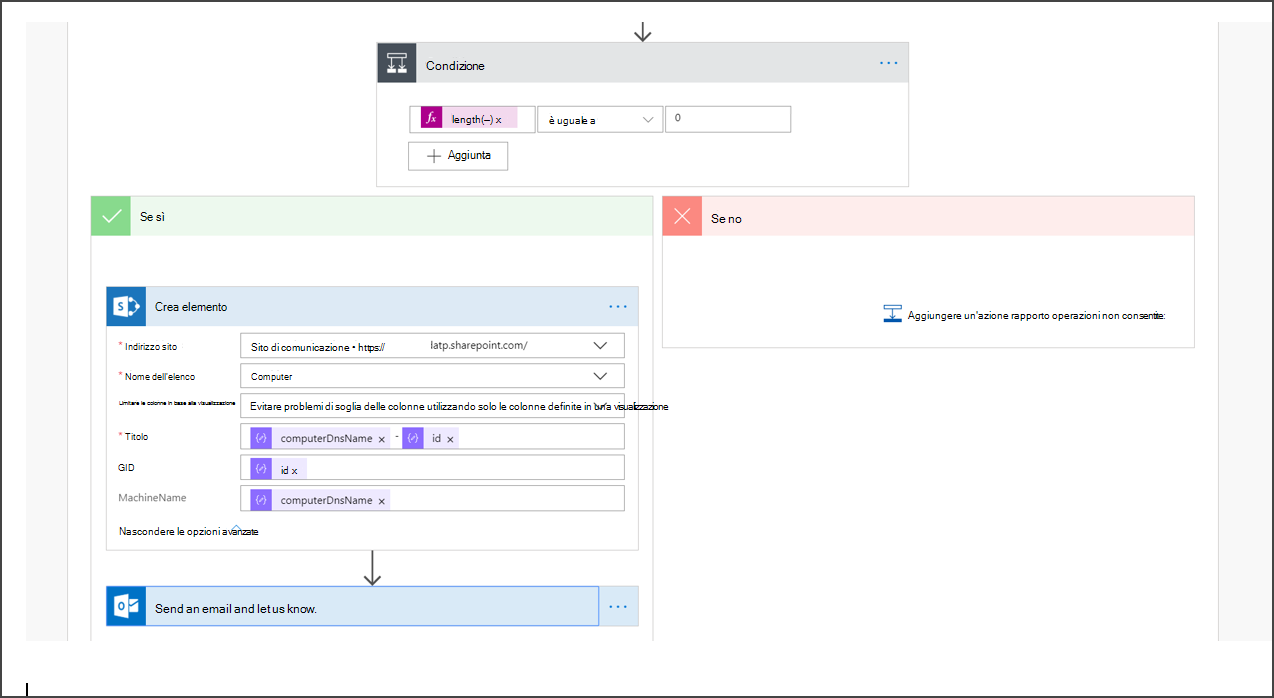 Condizione
fx length(–) x è uguale a 0
Aggiunta
Se sì
Se no
Crea elemento
* Indirizzo sito Sito di comunicazione • https:// latp.sharepoint.com/
* Nome dell'elenco Computer
Limitare le colonne in base alla visualizzazione Evitare problemi di soglia delle colonne utilizzando solo le colonne definite in una visualizzazione
* Titolo computerDnsName x - id x
GID id x
MachineName computerDnsName x
Nascondere le opzioni avanzate
Aggiungere un'azione rapporto operazioni non consentite:
Send an email and let us know.